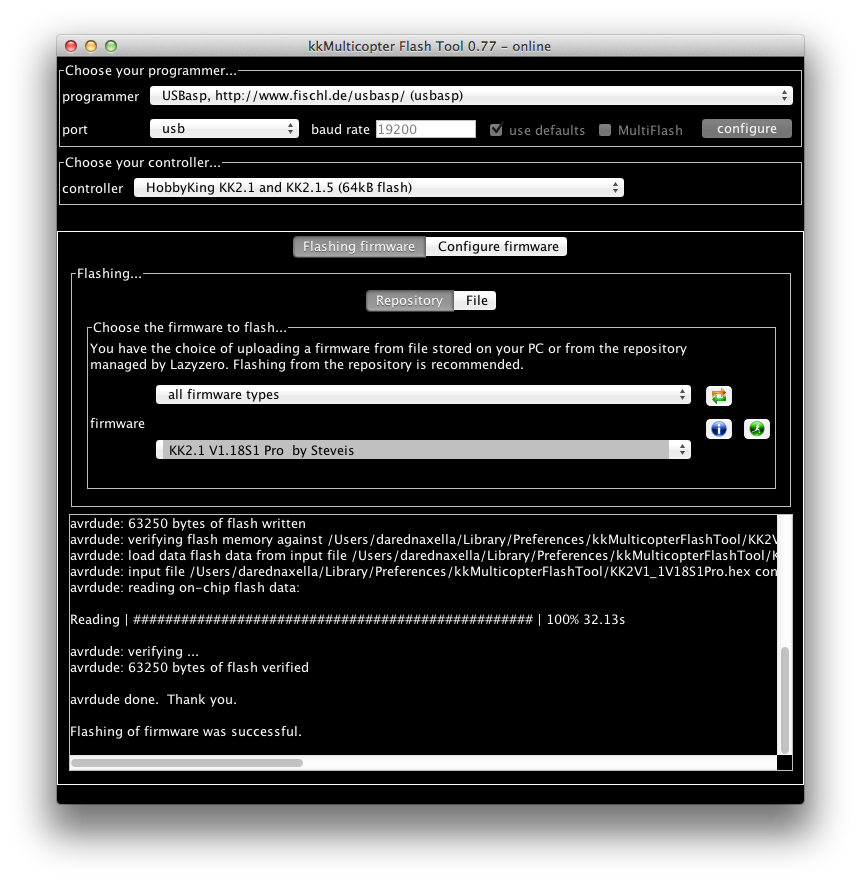 kkMulticopter Flash Tool 0.77 - online
Choose your programmer...
programmer USBasp, http://www.fischl.de/usbasp/ (usbasp)
port usb baud rate 19200 use defaults MultiFlash configure
Choose your controller...
controller HobbyKing KK2.1 and KK2.1.5 (64kB flash)
Flashing firmware Configure firmware
Flashing...
Repository File
Choose the firmware to flash...
You have the choice of uploading a firmware from file stored on your PC or from the repository
managed by Lazyzero. Flashing from the repository is recommended.
all firmware types
firmware
KK2.1 V1.18S1 Pro  by Steveis
avrdude: 63250 bytes of flash written
avrdude: verifying flash memory against /Users/darednaxella/Library/Preferences/kkMulticopterFlashTool/KK2V
avrdude: load data flash data from input file /Users/darednaxella/Library/Preferences/kkMulticopterFlashTool/K
avrdude: input file /Users/darednaxella/Library/Preferences/kkMulticopterFlashTool/KK2V1_1V18S1Pro.hex con
avrdude: reading on-chip flash data:
Reading | ################################################## | 100% 32.13s
avrdude: verifying ...
avrdude: 63250 bytes of flash verified
avrdude done.  Thank you.
Flashing of firmware was successful.